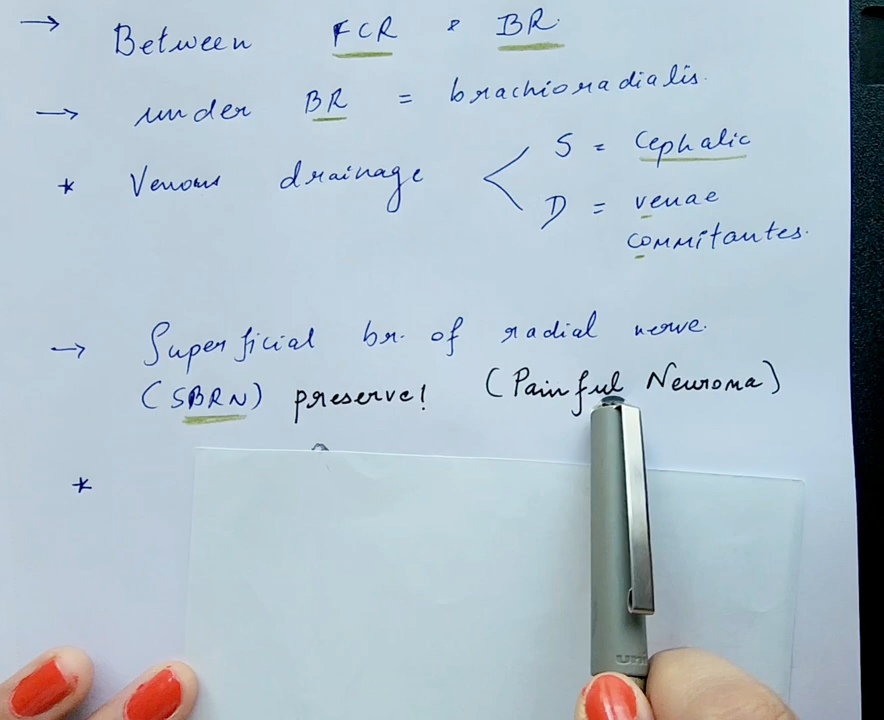 → Between FCR & BR.
→ under BR = brachioradialis.
* Venous drainage < S = Cephalic
D = venae
commitantes.
→ Superficial br. of radial nerve.
(SBRN) preserve! (Painful Neuroma)
*
uni